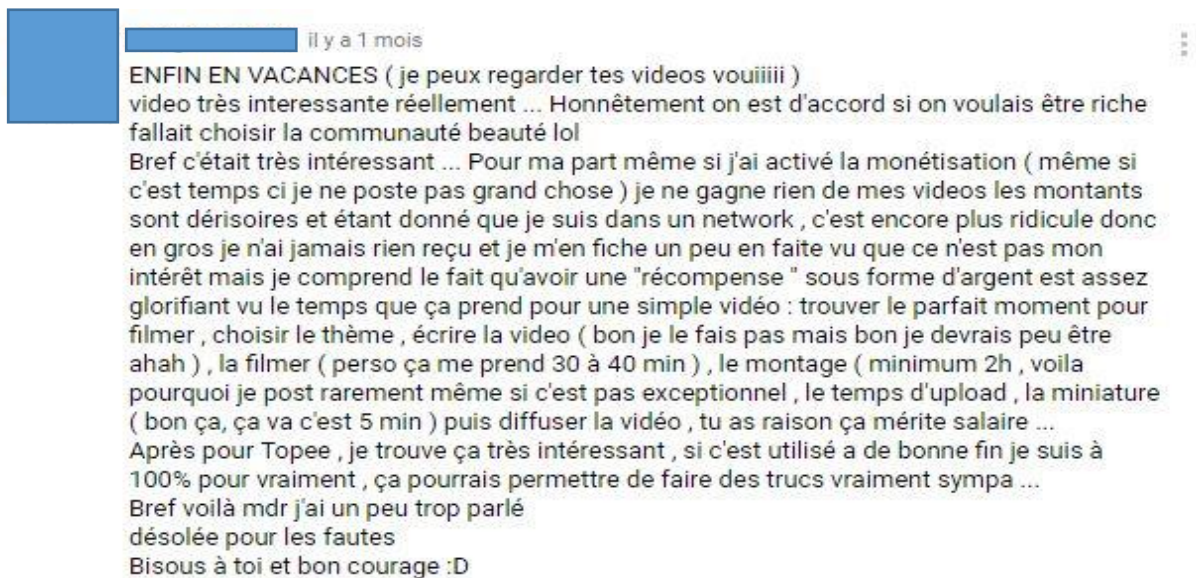 il y a 1 mois
ENFIN EN VACANCES ( je peux regarder tes videos vouiiiii )
video très interessante réellement ... Honnêtement on est d'accord si on voulais être riche
fallait choisir la communauté beauté lol
Bref c'était très intéressant ... Pour ma part même si j'ai activé la monétisation ( même si
c'est temps ci je ne poste pas grand chose ) je ne gagne rien de mes videos les montants
sont dérisoires et étant donné que je suis dans un network , c'est encore plus ridicule donc
en gros je n'ai jamais rien reçu et je m'en fiche un peu en faite vu que ce n'est pas mon
intérêt mais je comprend le fait qu'avoir une "récompense " sous forme d'argent est assez
glorifiant vu le temps que ça prend pour une simple vidéo : trouver le parfait moment pour
filmer , choisir le thème , écrire la video ( bon je le fais pas mais bon je devrais peu être
ahah ) , la filmer ( perso ça me prend 30 à 40 min ) , le montage ( minimum 2h , voila
pourquoi je post rarement même si c'est pas exceptionnel , le temps d'upload , la miniature
( bon ça, ça va c'est 5 min ) puis diffuser la vidéo , tu as raison ça mérite salaire ...
Après pour Topee , je trouve ça très intéressant , si c'est utilisé a de bonne fin je suis à
100% pour vraiment , ça pourrais permettre de faire des trucs vraiment sympa ...
Bref voilà mdr j'ai un peu trop parlé
désolée pour les fautes
Bisous à toi et bon courage :D